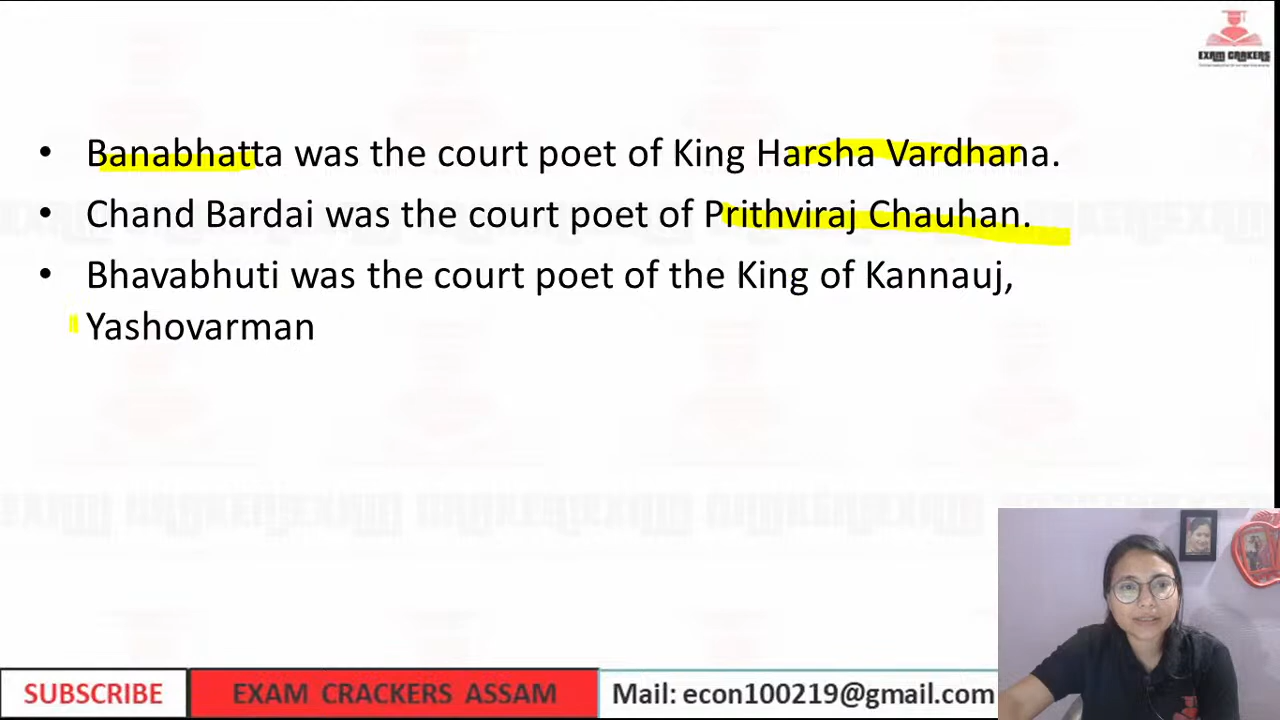 EXAM CRAKERS
• Banabhatta was the court poet of King Harsha Vardhana.
• Chand Bardai was the court poet of Prithviraj Chauhan.
• Bhavabhuti was the court poet of the King of Kannauj,
Yashovarman
SUBSCRIBE
EXAM CRACKERS ASSAM
Mail: econ100219@gmail.com